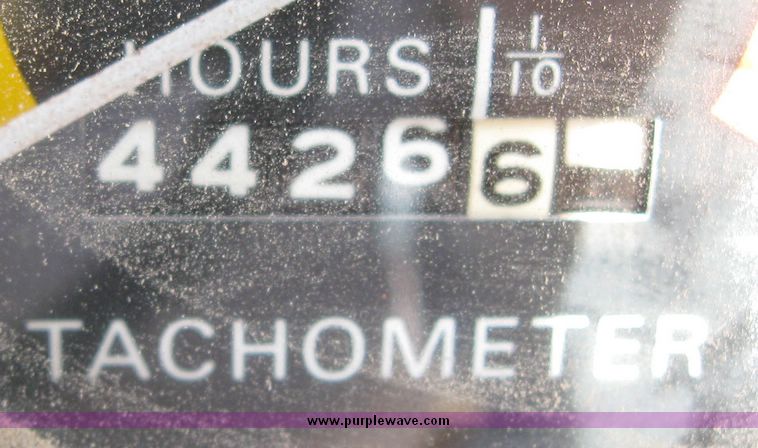 HOURS 1/10
44266
TACHOMETER
www.purplewave.com